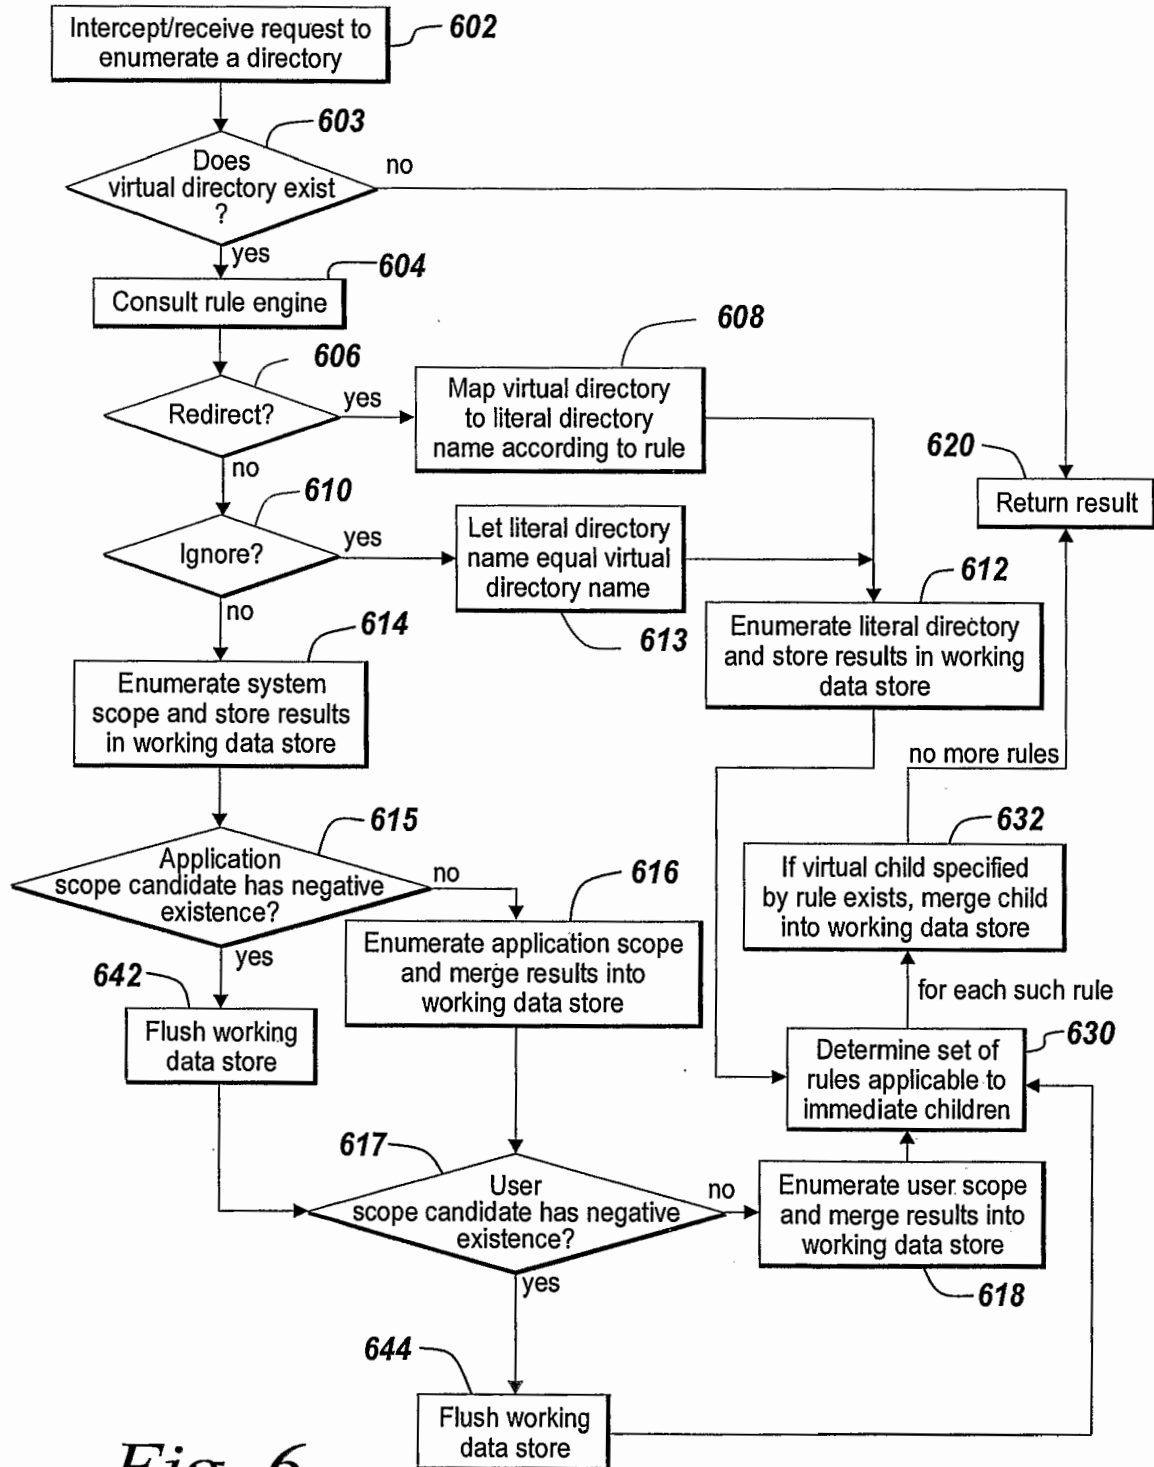 Intercept/receive request to
enumerate a directory
602
603
Does
virtual directory exist
?
no
yes
604
Consult rule engine
606
Redirect?
yes
608
Map virtual directory
to literal directory
name according to rule
no
620
Return result
610
Ignore?
yes
Let literal directory
name equal virtual
directory name
613
no
612
Enumerate literal directory
and store results in working
data store
614
Enumerate system
scope and store results
in working data store
no more rules
615
Application
scope candidate has negative
existence?
no
616
Enumerate application scope
and merge results into
working data store
632
If virtual child specified
by rule exists, merge child
into working data store
yes
642
Flush working
data store
for each such rule
630
Determine set of
rules applicable to
immediate children
617
User
scope candidate has negative
existence?
no
Enumerate user scope
and merge results into
working data store
618
yes
644
Flush working
data store
Fig. 6